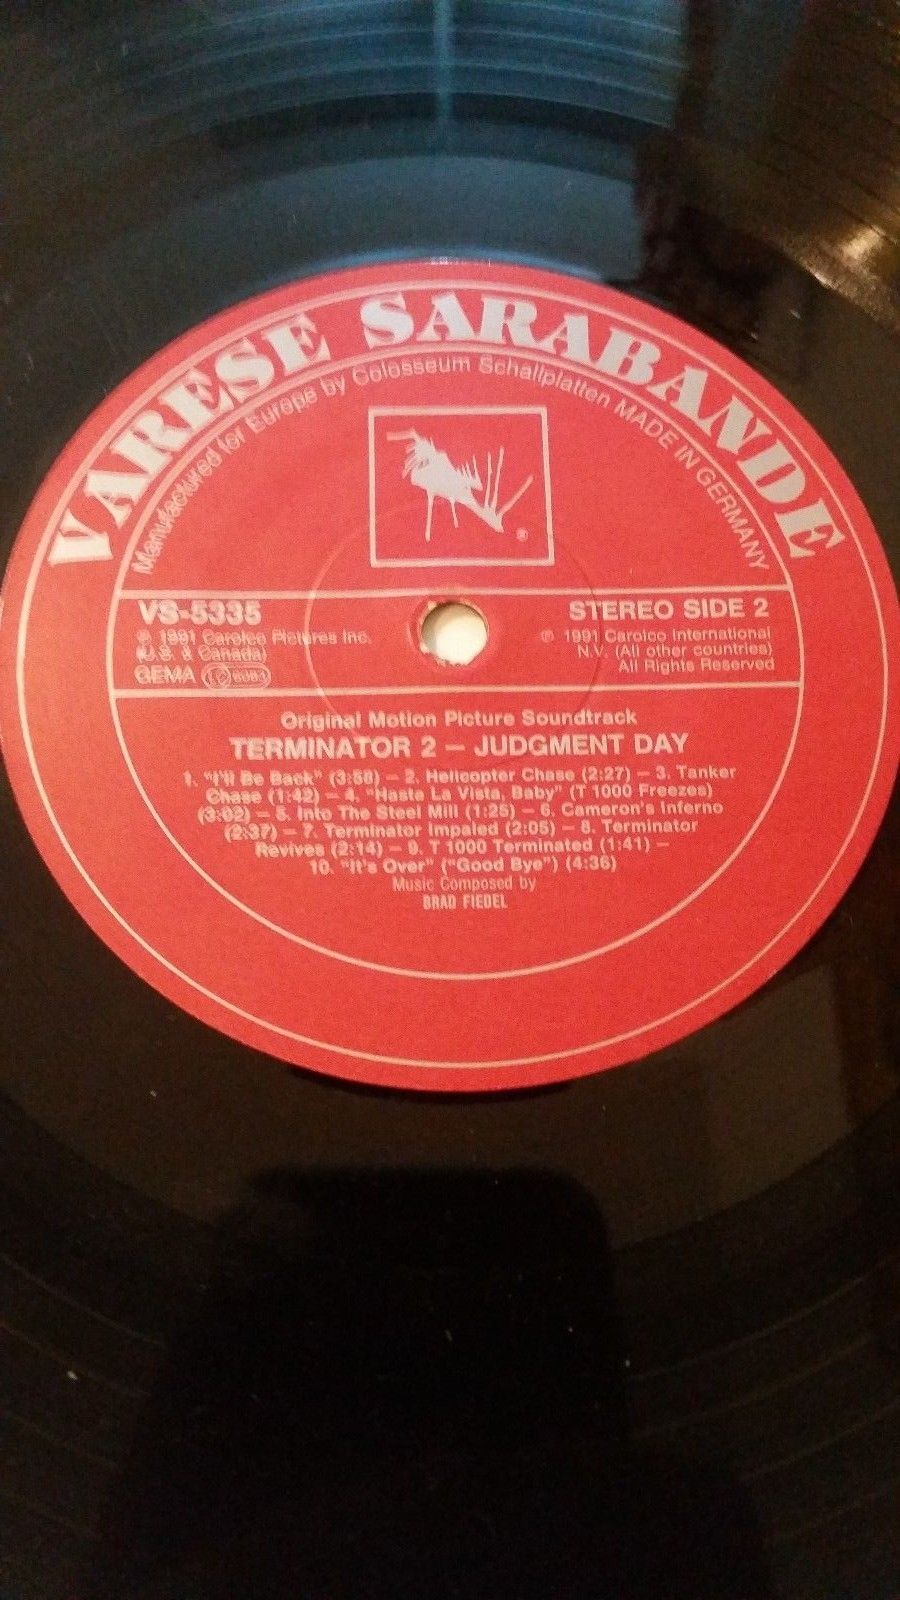 VARESE SARABANDE
Manufactured for Europe by Colosseum Schallplatten MADE IN GERMANY
®
VS-5335
STEREO SIDE 2
℗ 1991 Carolco Pictures Inc.
(U.S. & Canada)
GEMA LC 6083
℗ 1991 Carolco International
N.V. (All other countries)
All Rights Reserved
Original Motion Picture Soundtrack
TERMINATOR 2 – JUDGMENT DAY
1. "I'll Be Back" (3:58) – 2. Helicopter Chase (2:27) – 3. Tanker
Chase (1:42) – 4. "Hasta La Vista, Baby" (T 1000 Freezes)
(3:02) – 5. Into The Steel Mill (1:25) – 6. Cameron's Inferno
(2:37) – 7. Terminator Impaled (2:05) – 8. Terminator
Revives (2:14) – 9. T 1000 Terminated (1:41) –
10. "It's Over" ("Good Bye") (4:36)
Music Composed by
BRAD FIEDEL